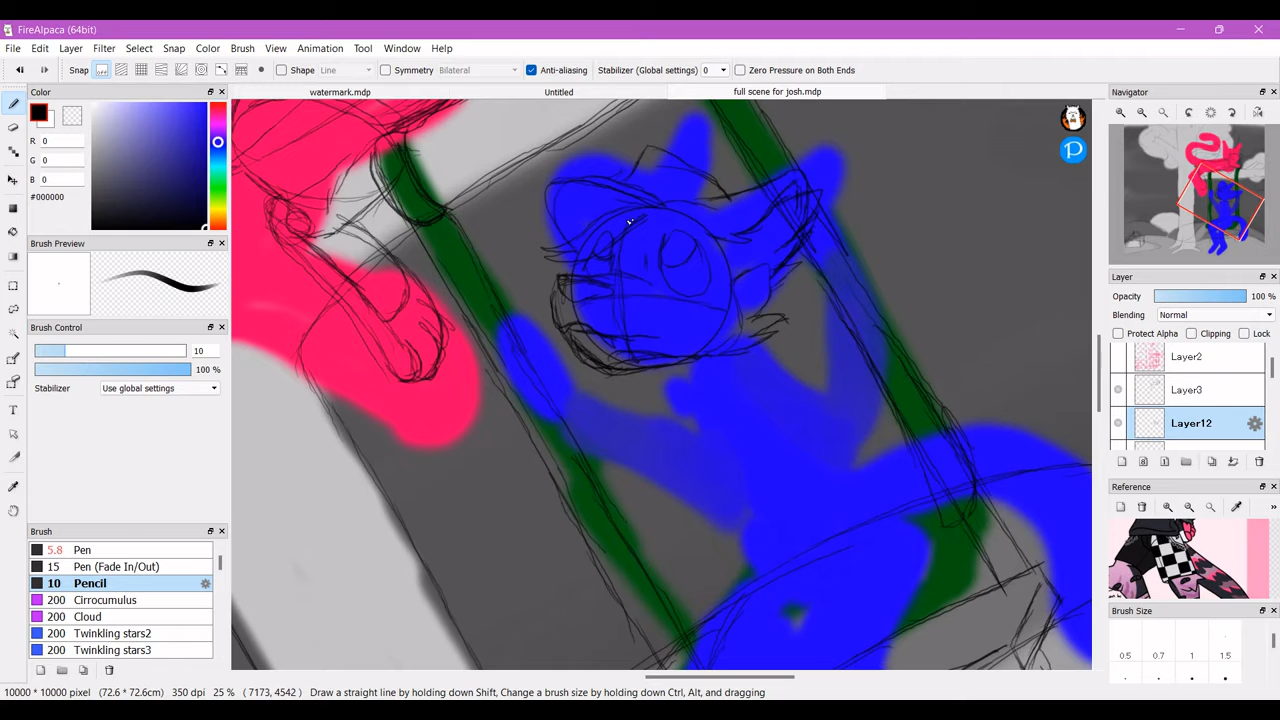 FireAlpaca (64bit)
File Edit Layer Filter Select Snap Color Brush View Animation Tool Window Help
Snap off Shape Line Symmetry Bilateral Anti-aliasing Stabilizer (Global settings) 0 Zero Pressure on Both Ends
Color
watermark.mdp Untitled full scene for josh.mdp
Navigator
R 0
G 0
B 0
#000000
Brush Preview
Layer
Opacity 100 %
Blending Normal
Protect Alpha Clipping Lock
Brush Control
10
100 %
Stabilizer Use global settings
Layer2
Layer3
Layer12
Reference
Brush
5.8 Pen
15 Pen (Fade In/Out)
10 Pencil
200 Cirrocumulus
200 Cloud
200 Twinkling stars2
200 Twinkling stars3
Brush Size
0.5 0.7 1 1.5
10000 * 10000 pixel (72.6 * 72.6cm) 350 dpi 25 % ( 7173, 4542 ) Draw a straight line by holding down Shift, Change a brush size by holding down Ctrl, Alt, and dragging